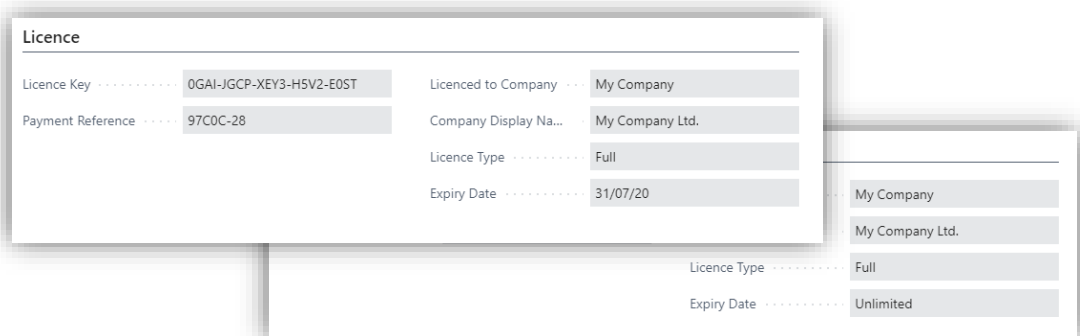 Licence
Licence Key 0GAI-JGCP-XEY3-H5V2-E0ST Licenced to Company My Company
Payment Reference 97C0C-28 Company Display Na... My Company Ltd.
Licence Type Full
Expiry Date 31/07/20
My Company
My Company Ltd.
Licence Type Full
Expiry Date Unlimited